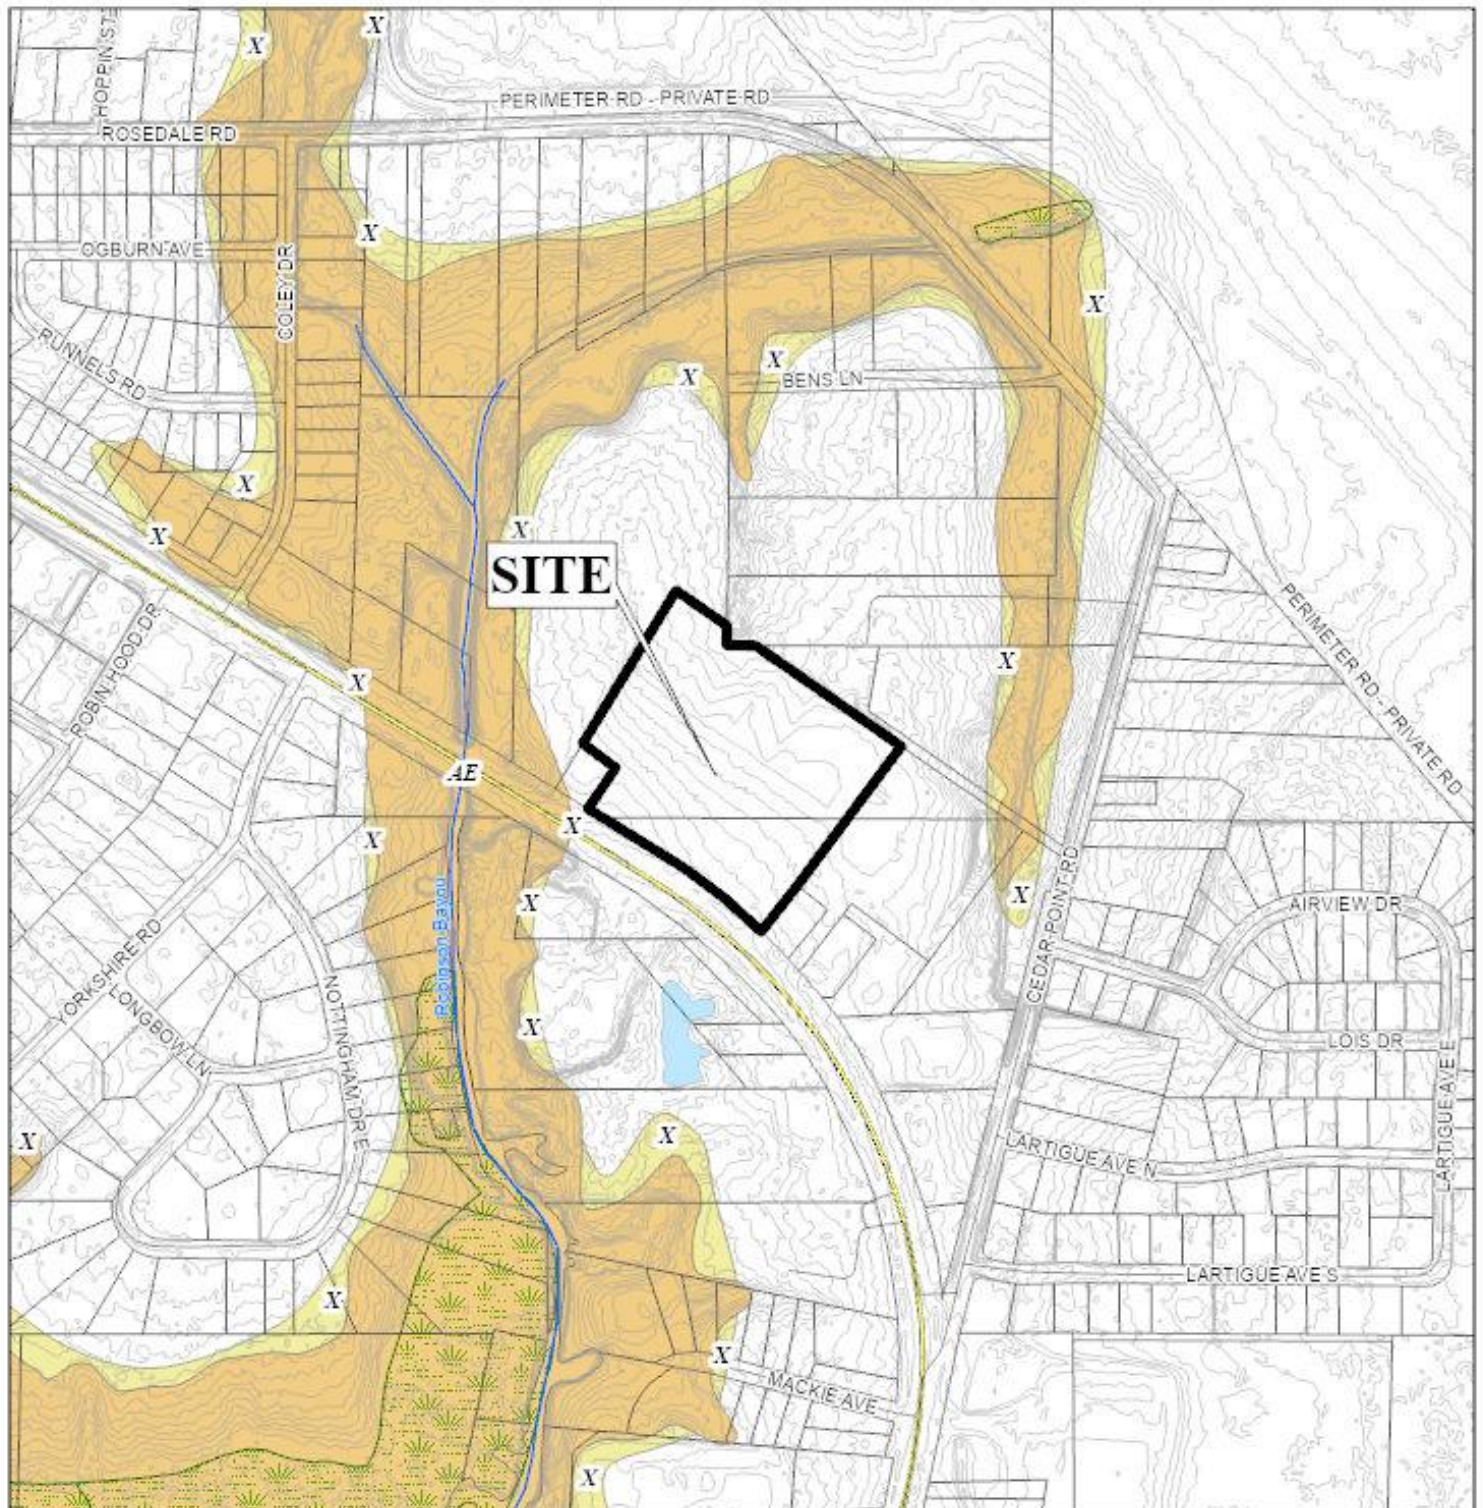 X
X
HOPPIN ST
PERIMETER RD - PRIVATE RD
ROSEDALE RD
X
OGBURN AVE
COLEY DR
X
RUNNELS RD
X
X
BENS LN
X
X
X
SITE
PERIMETER RD - PRIVATE RD
ROBIN HOOD DR
X
X
AE
X
X
Robinson Bayou
X
X
CEDAR POINT RD
AIRVIEW DR
YORKSHIRE RD
LONGBOW LN
NOTTINGHAM DR E
X
LOIS DR
LARTIGUE AVE E
X
X
LARTIGUE AVE N
LARTIGUE AVE S
X
X
MACKIE AVE
X